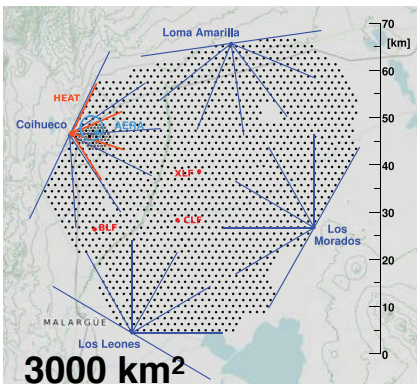 70
[km]
Loma Amarilla
60
HEAT
Coihueco
AERA
50
40
XLF
30
BLF
CLF
Los
Morados
20
10
MALARGÜE
Los Leones
0
3000 km²